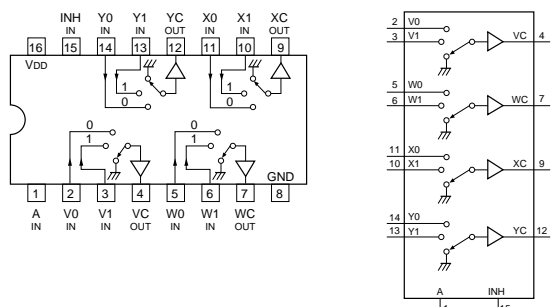 INH Y0 Y1 YC X0 X1 XC
IN IN IN OUT IN IN OUT
16 15 14 13 12 11 10 9
VDD
1 1
0 0
0 0
1 1
GND
1 2 3 4 5 6 7 8
A V0 V1 VC W0 W1 WC
IN IN IN OUT IN IN OUT
2 V0
3 V1 VC 4
5 W0
6 W1 WC 7
11 X0
10 X1 XC 9
14 Y0
13 Y1 YC 12
A INH
1 15